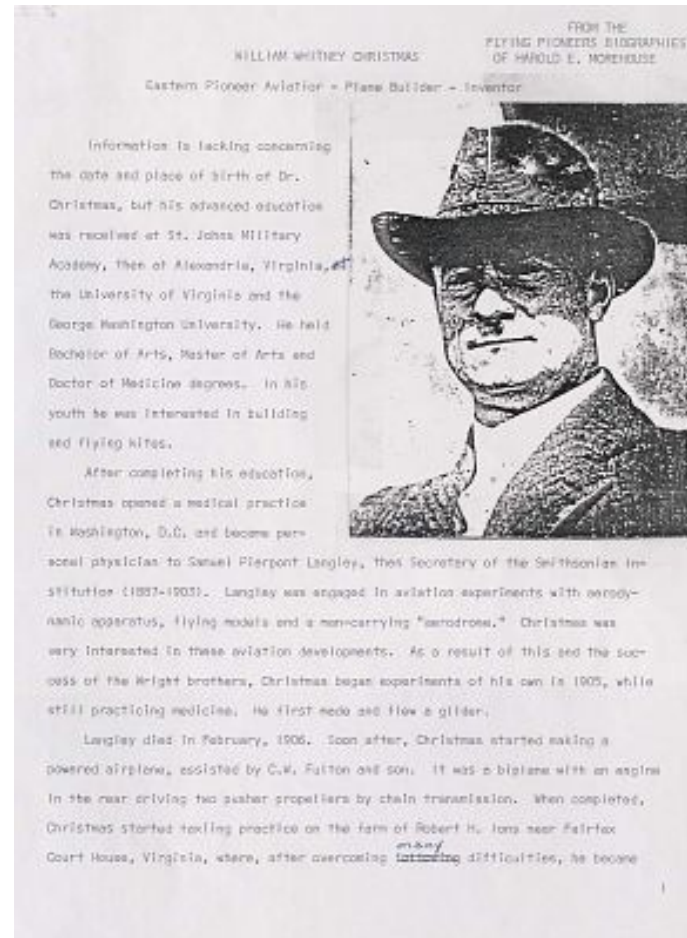 FROM THE
FLYING PIONEERS BIOGRAPHIES
OF HAROLD E. MOREHOUSE
WILLIAM WHITNEY CHRISTMAS
Eastern Pioneer Aviation - Plane Builder - Inventor
Information is lacking concerning
the date and place of birth of Dr.
Christmas, but his advanced education
was received at St. Johns Military
Academy, then at Alexandria, Virginia, at
the University of Virginia and the
George Washington University. He held
Bachelor of Arts, Master of Arts and
Doctor of Medicine degrees. In his
youth he was interested in building
and flying kites.
After completing his education,
Christmas opened a medical practice
in Washington, D.C. and became per-
sonal physician to Samuel Pierpont Langley, then Secretary of the Smithsonian In-
stitution (1887-1903). Langley was engaged in aviation experiments with aerody-
namic apparatus, flying models and a man-carrying "aerodrome." Christmas was
very interested in these aviation developments. As a result of this and the suc-
cess of the Wright brothers, Christmas began experiments of his own in 1905, while
still practicing medicine. He first made and flew a glider.
Langley died in February, 1906. Soon after, Christmas started making a
powered airplane, assisted by C.W. Fulton and son. It was a biplane with an engine
in the rear driving two pusher propellers by chain transmission. When completed,
Christmas started taxiing practice on the farm of Robert H. Ions near Fairfax
many
Court House, Virginia, where, after overcoming difficulties, he became
1